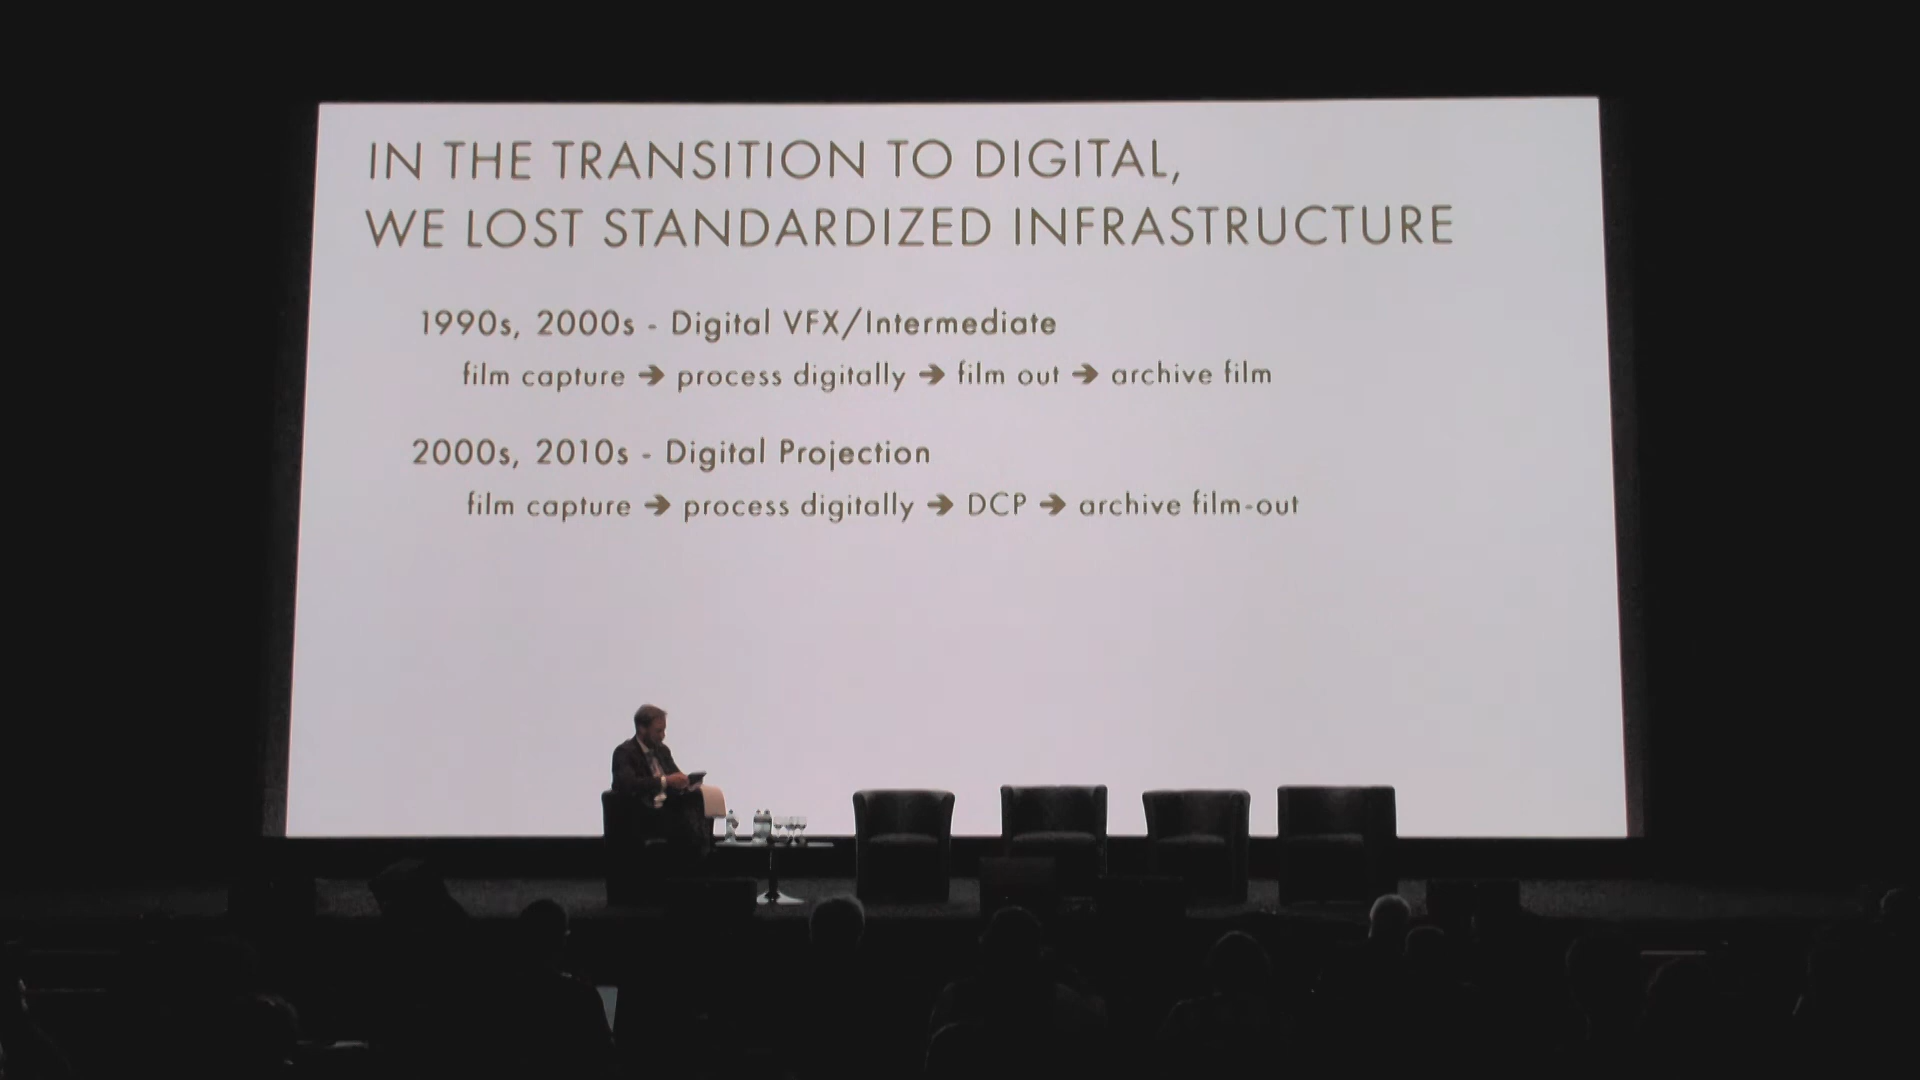 IN THE TRANSITION TO DIGITAL,
WE LOST STANDARDIZED INFRASTRUCTURE
1990s, 2000s - Digital VFX/Intermediate
film capture ➔ process digitally ➔ film out ➔ archive film
2000s, 2010s - Digital Projection
film capture ➔ process digitally ➔ DCP ➔ archive film-out